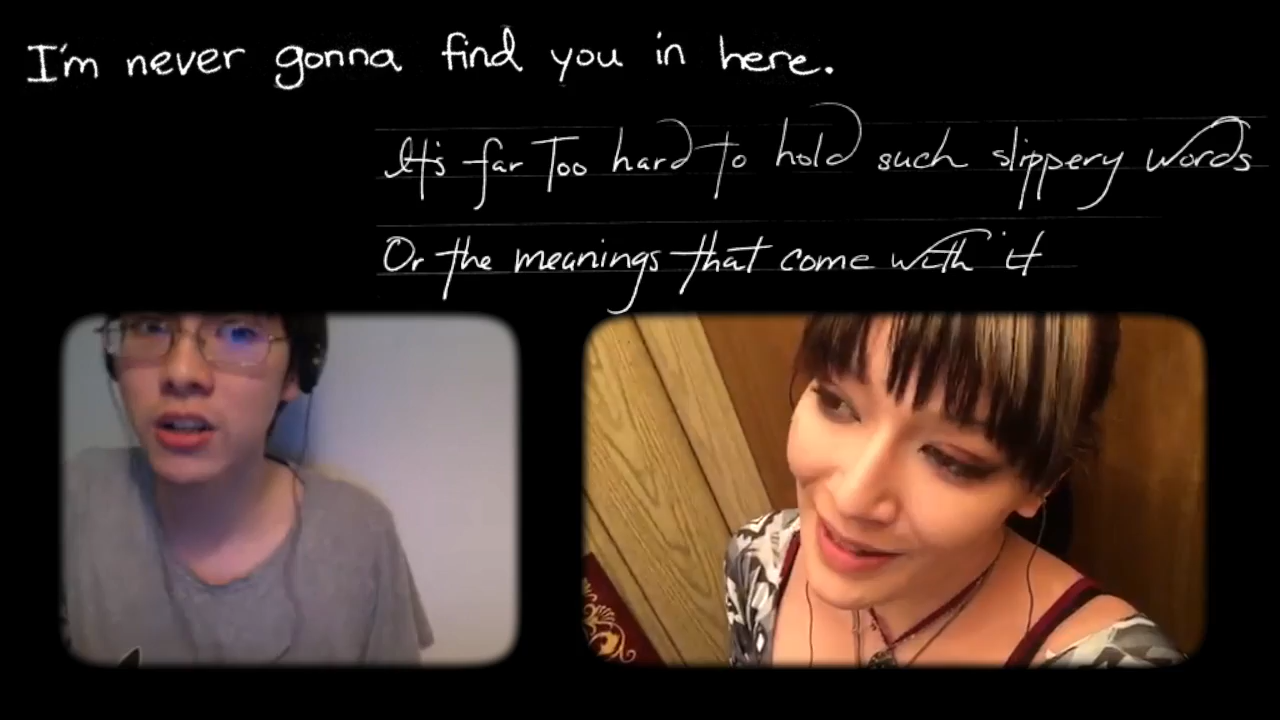 I'm never gonna find you in here.
It's far Too hard to hold such slippery words
Or the meanings that come with it